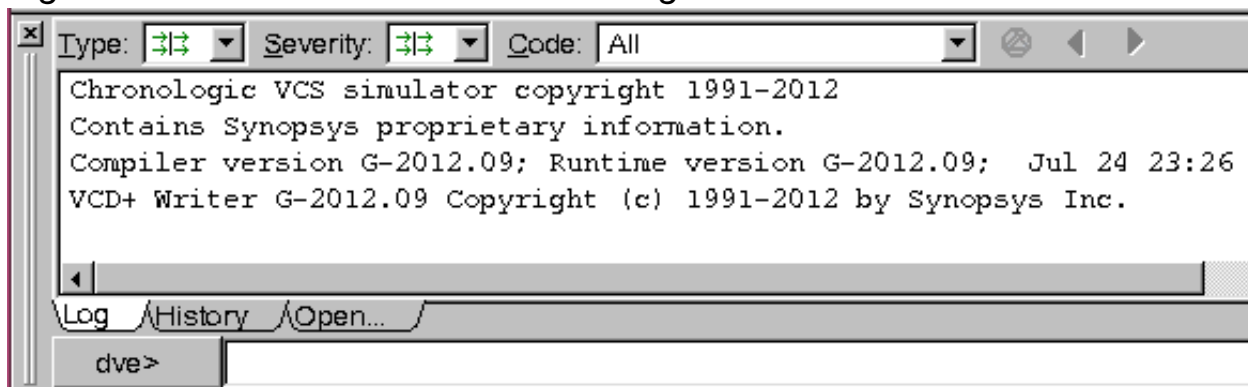 Type: Severity: Code: All
Chronologic VCS simulator copyright 1991-2012
Contains Synopsys proprietary information.
Compiler version G-2012.09; Runtime version G-2012.09;  Jul 24 23:26
VCD+ Writer G-2012.09 Copyright (c) 1991-2012 by Synopsys Inc.
Log History Open...
dve>